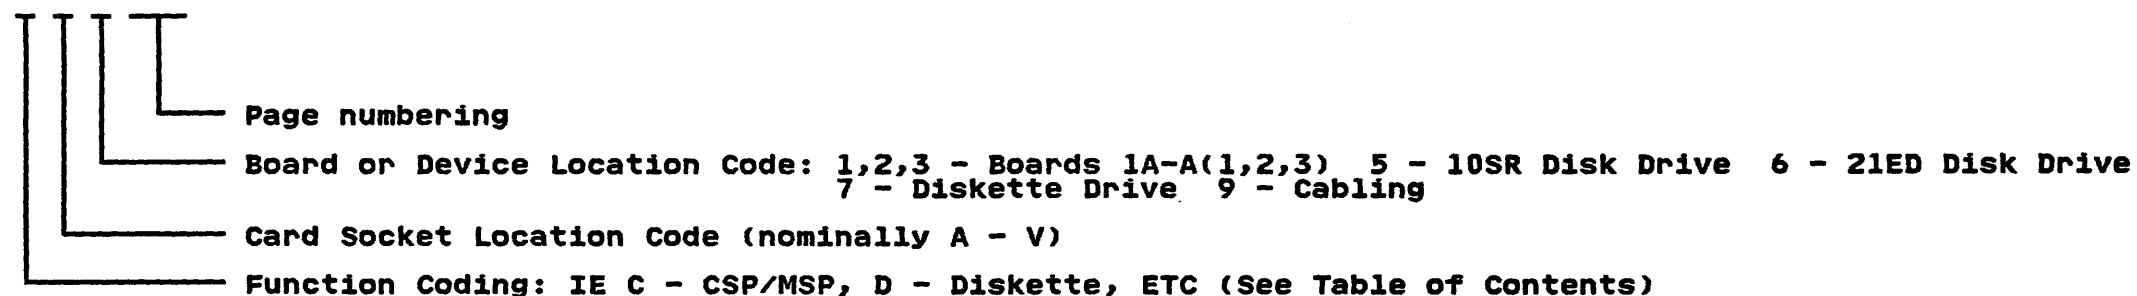 Page numbering
Board or Device Location Code: 1,2,3 - Boards 1A-A(1,2,3) 5 - 10SR Disk Drive 6 - 21ED Disk Drive
7 - Diskette Drive 9 - Cabling
Card Socket Location Code (nominally A - V)
Function Coding: IE C - CSP/MSP, D - Diskette, ETC (See Table of Contents)